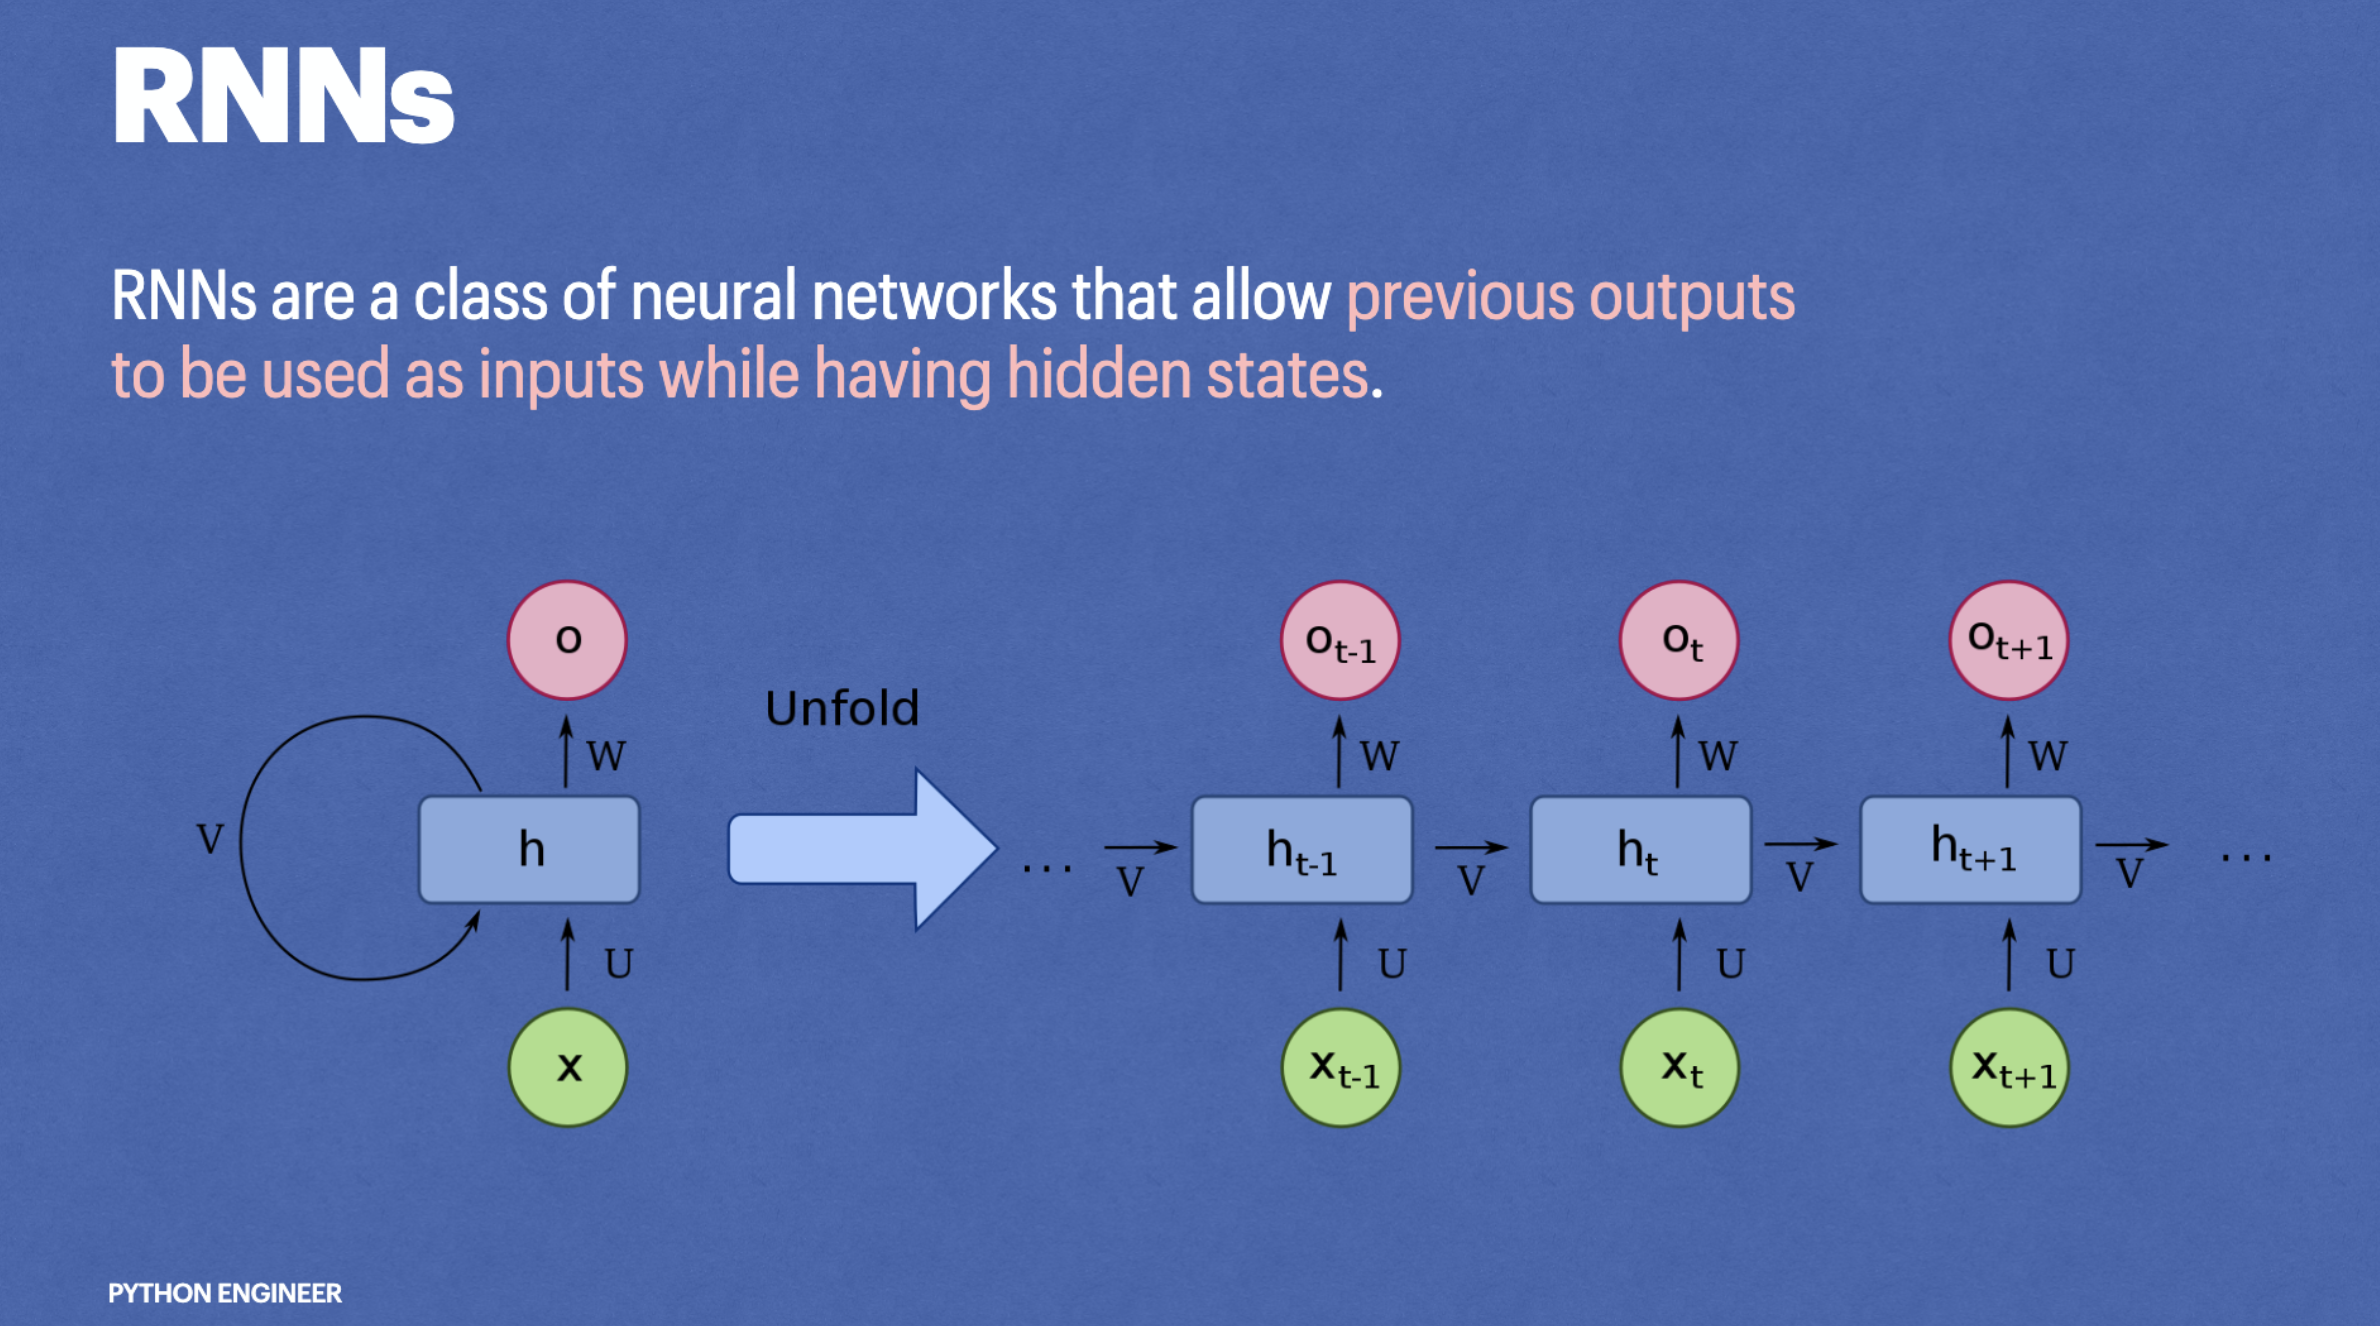 RNNs
RNNs are a class of neural networks that allow previous outputs
to be used as inputs while having hidden states.
o
W
V
h
U
x
Unfold
...
V
o_{t-1}
W
h_{t-1}
U
x_{t-1}
V
o_t
W
h_t
U
x_t
V
o_{t+1}
W
h_{t+1}
U
x_{t+1}
V
...
PYTHON ENGINEER